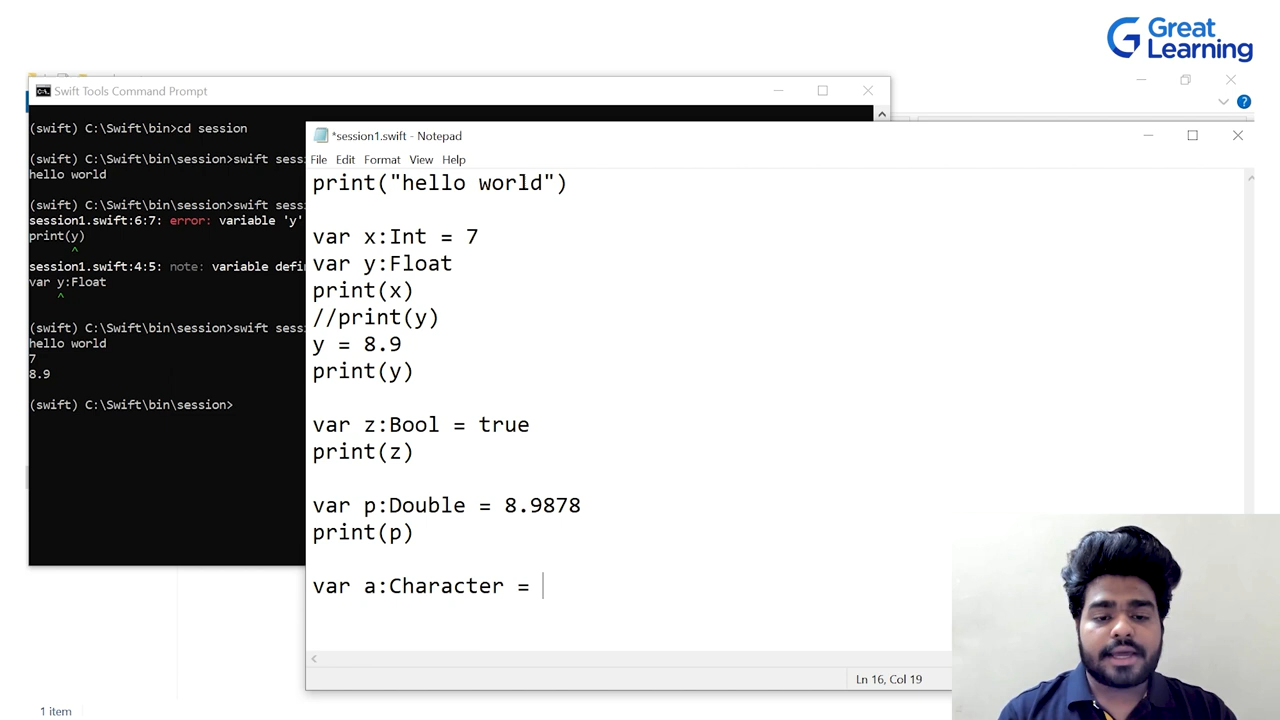 Great
Learning
Swift Tools Command Prompt
(swift) C:\Swift\bin>cd session
(swift) C:\Swift\bin\session>swift sess
hello world
(swift) C:\Swift\bin\session>swift sess
session1.swift:6:7: error: variable 'y'
print(y)
^
session1.swift:4:5: note: variable defi
var y:Float
^
(swift) C:\Swift\bin\session>swift sess
hello world
7
8.9
(swift) C:\Swift\bin\session>
*session1.swift - Notepad
File Edit Format View Help
print("hello world")
var x:Int = 7
var y:Float
print(x)
//print(y)
y = 8.9
print(y)
var z:Bool = true
print(z)
var p:Double = 8.9878
print(p)
var a:Character =
Ln 16, Col 19
1 item